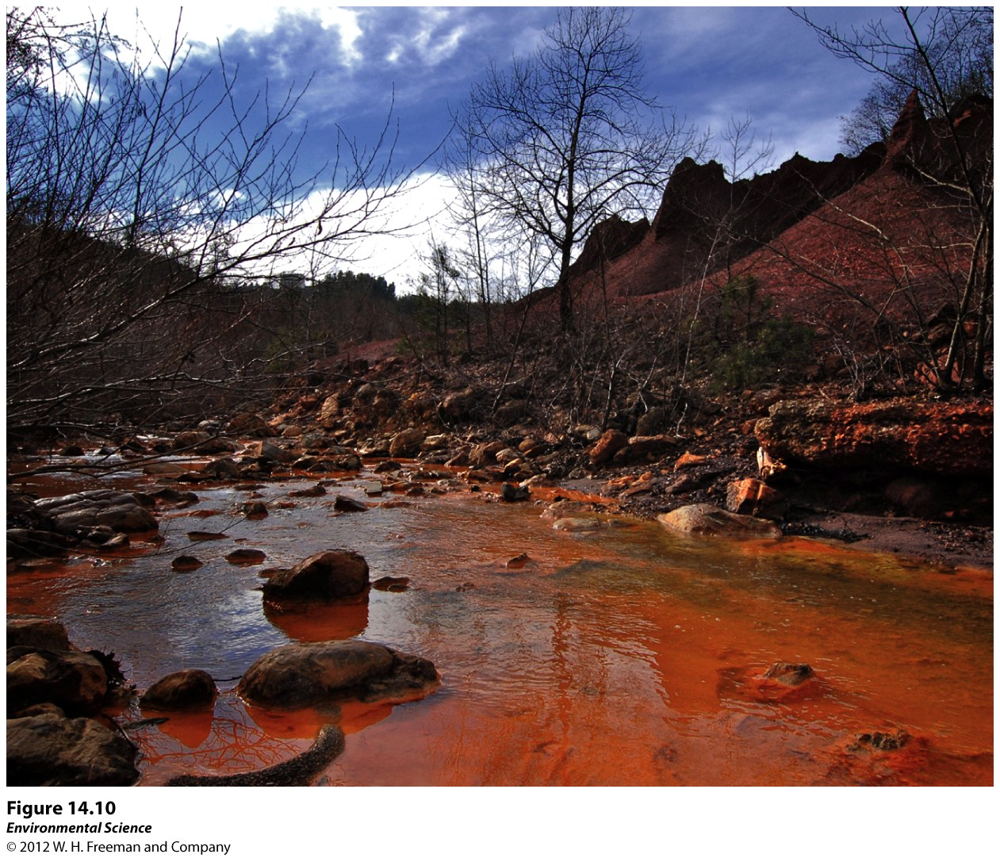 Figure 14.10
Environmental Science
© 2012 W. H. Freeman and Company